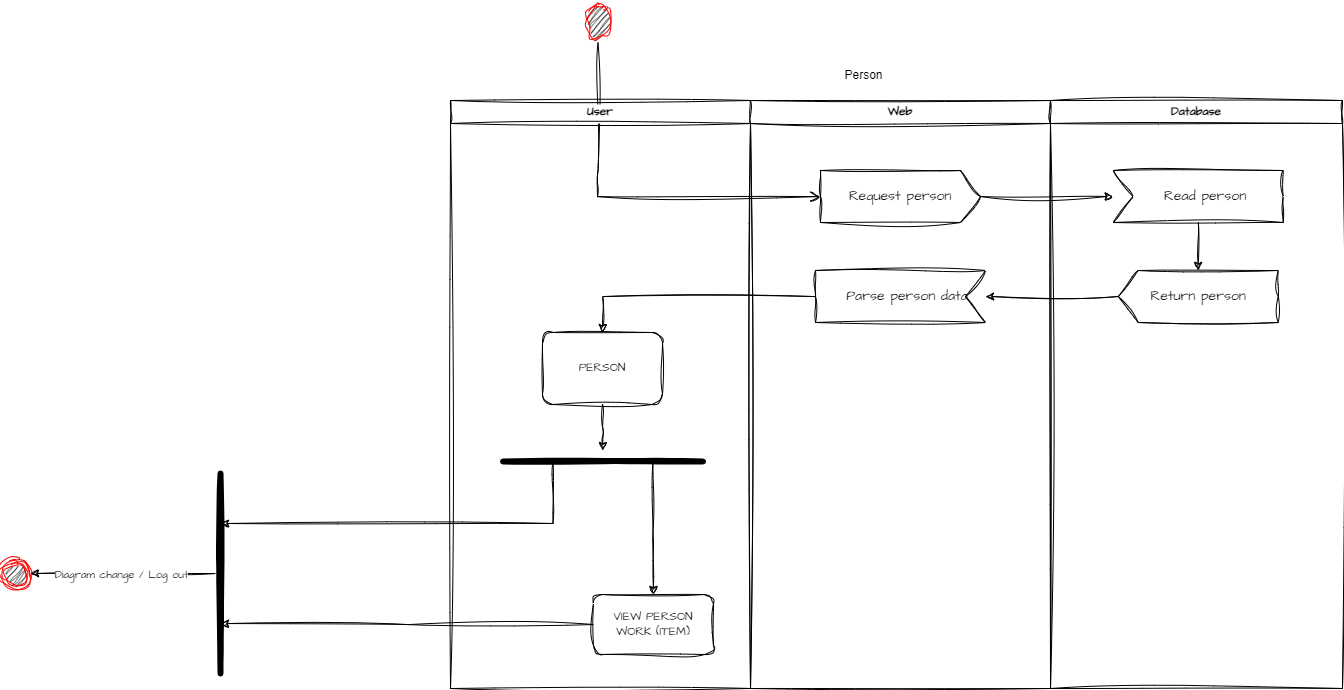 Person
User
Web
Database
Request person
Read person
Parse person data
Return person
PERSON
Diagram change / Log out
VIEW PERSON
WORK (ITEM)